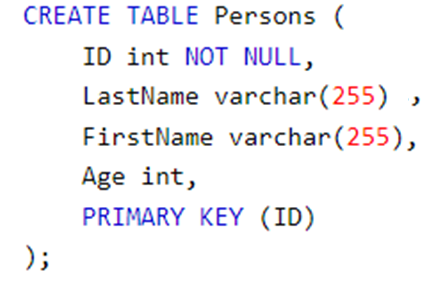 CREATE TABLE Persons (
    ID int NOT NULL,
    LastName varchar(255) ,
    FirstName varchar(255),
    Age int,
    PRIMARY KEY (ID)
);